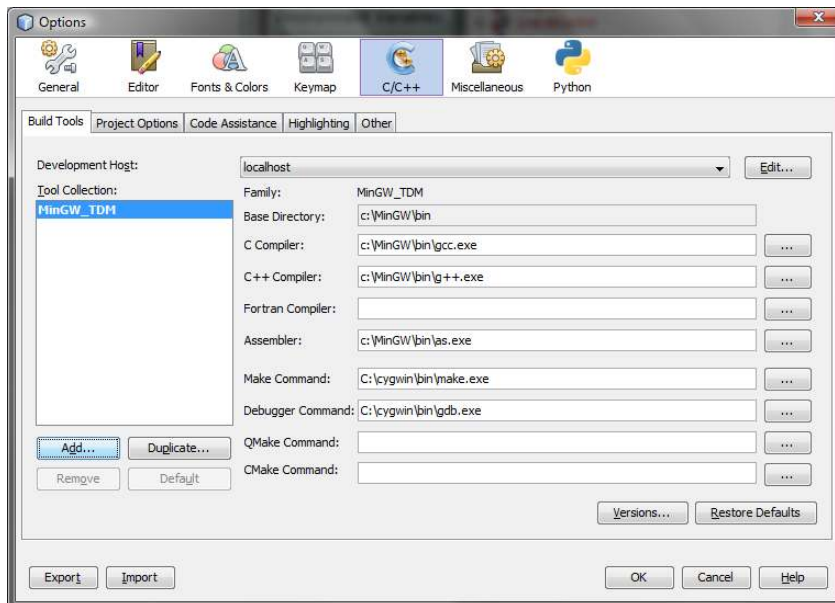 Options
General Editor Fonts & Colors Keymap C/C++ Miscellaneous Python
Build Tools Project Options Code Assistance Highlighting Other
Development Host: localhost Edit...
Tool Collection:
MinGW_TDM
Family: MinGW_TDM
Base Directory: c:\MinGW\bin
C Compiler: c:\MinGW\bin\gcc.exe ...
C++ Compiler: c:\MinGW\bin\g++.exe ...
Fortran Compiler: ...
Assembler: c:\MinGW\bin\as.exe ...
Make Command: C:\cygwin\bin\make.exe ...
Debugger Command: C:\cygwin\bin\gdb.exe ...
QMake Command: ...
CMake Command: ...
Add... Duplicate...
Remove Default
Versions... Restore Defaults
Export Import OK Cancel Help